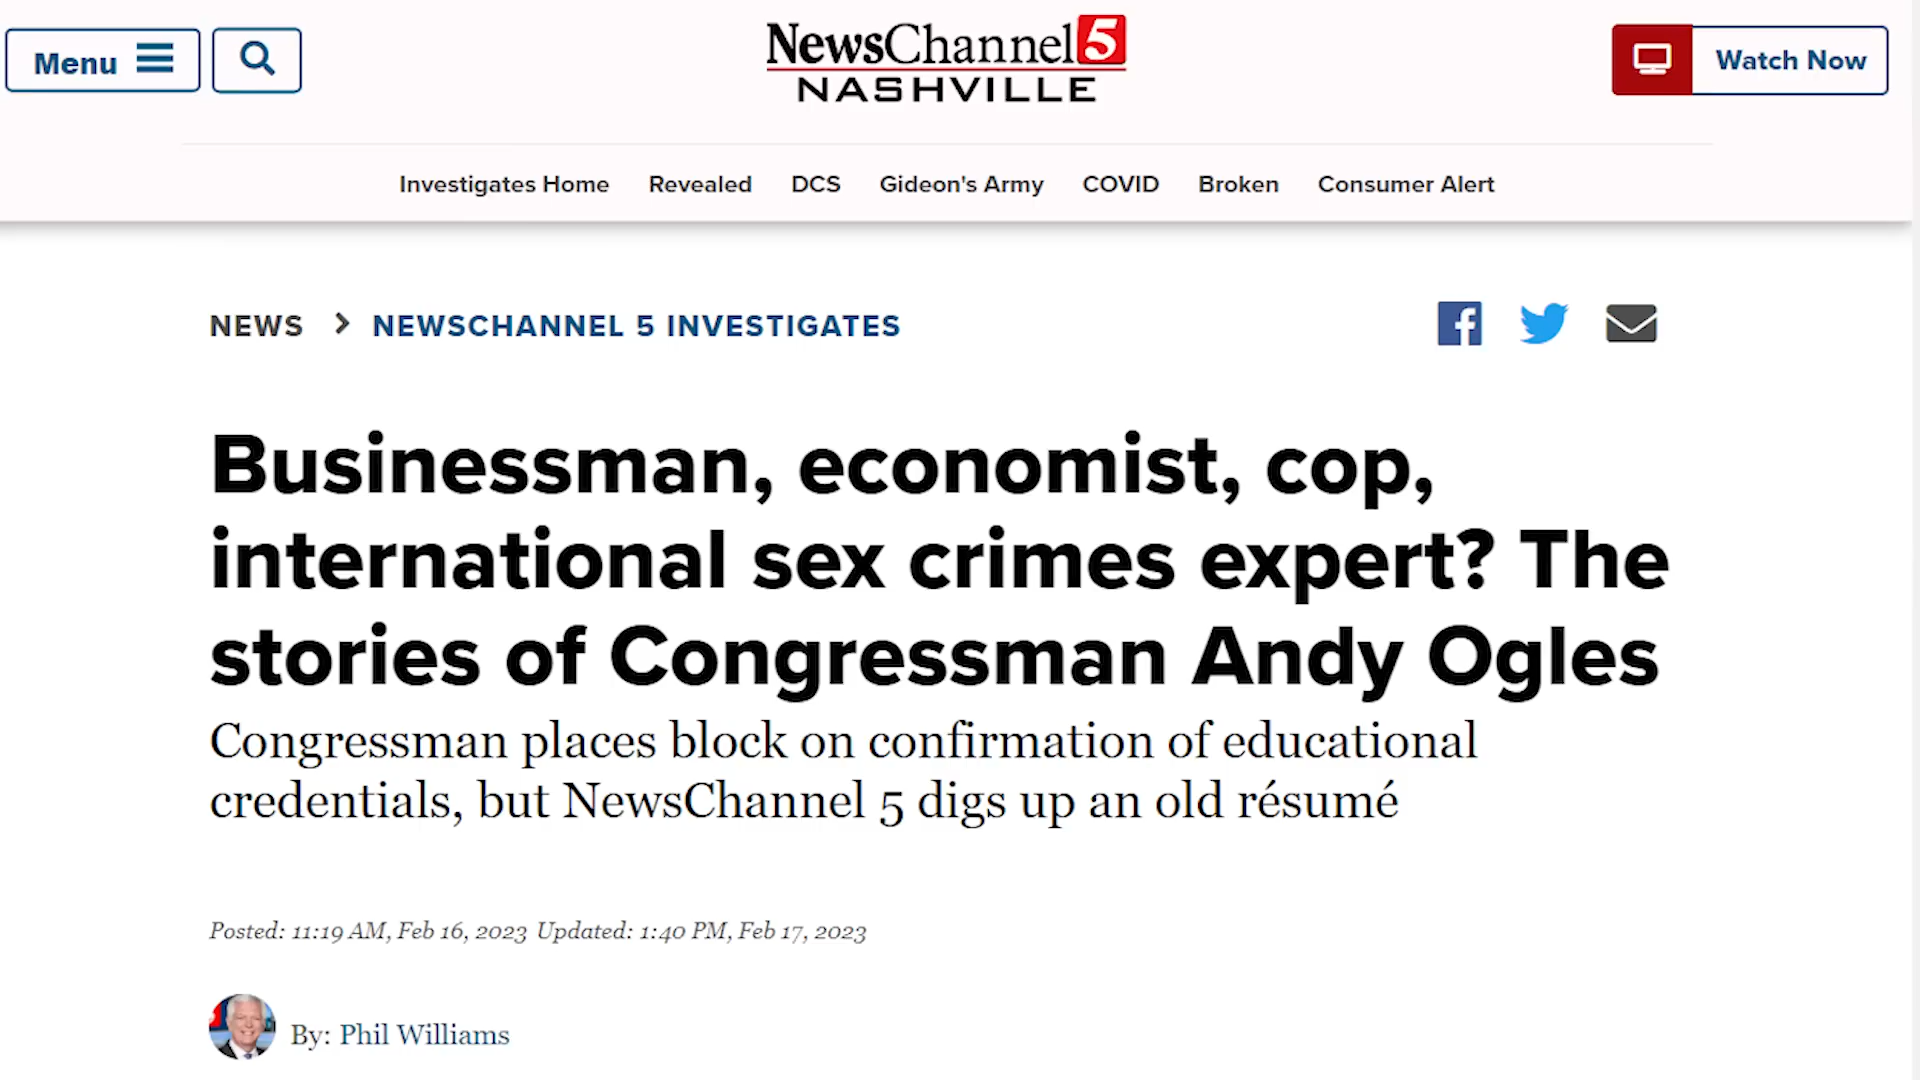 Menu
NewsChannel 5
NASHVILLE
Watch Now
Investigates Home Revealed DCS Gideon's Army COVID Broken Consumer Alert
NEWS > NEWSCHANNEL 5 INVESTIGATES
Businessman, economist, cop,
international sex crimes expert? The
stories of Congressman Andy Ogles
Congressman places block on confirmation of educational
credentials, but NewsChannel 5 digs up an old résumé
Posted: 11:19 AM, Feb 16, 2023 Updated: 1:40 PM, Feb 17, 2023
By: Phil Williams